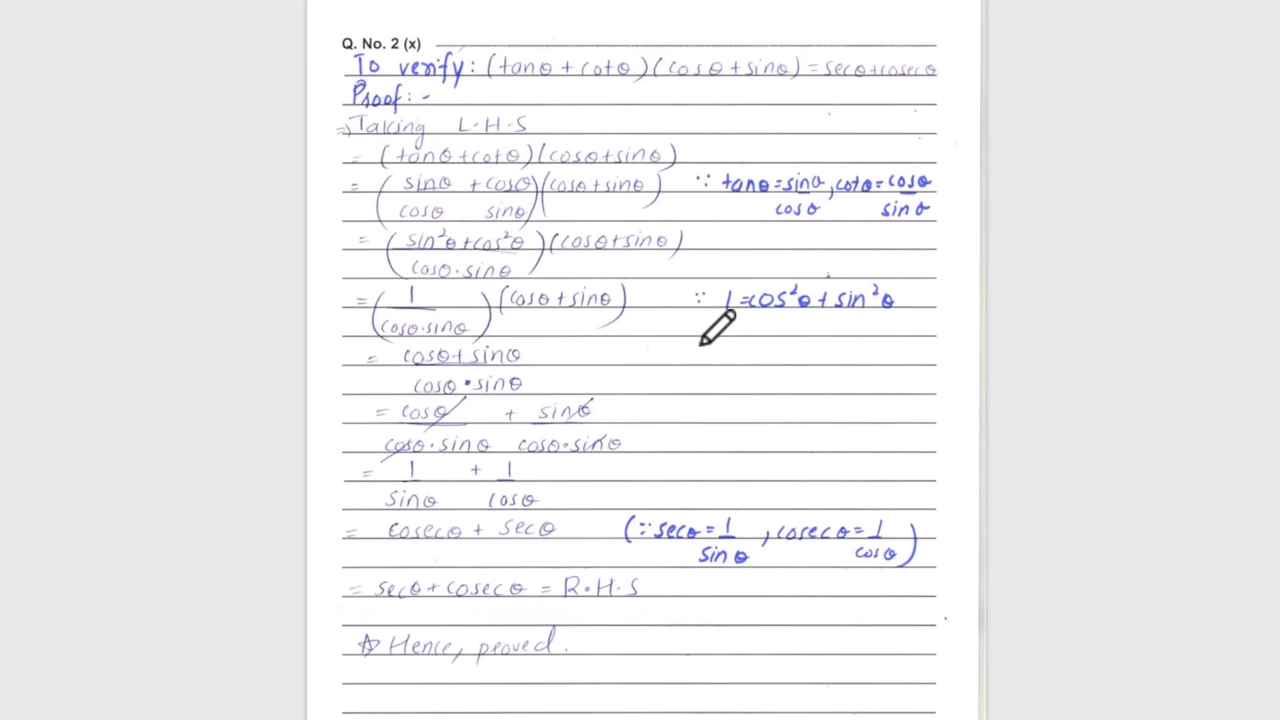 Q. No. 2 (x)
To verify: (tanθ + cotθ)(cosθ + sinθ) = secθ + cosecθ
Proof:-
⇒ Taking L.H.S
= (tanθ + cotθ)(cosθ + sinθ)
= (sinθ/cosθ + cosθ/sinθ)(cosθ + sinθ) ∵ tanθ = sinθ/cosθ, cotθ = cosθ/sinθ
= (sin²θ + cos²θ/cosθ.sinθ)(cosθ + sinθ)
= (1/cosθ.sinθ)(cosθ + sinθ) ∵ 1 = cos²θ + sin²θ
= cosθ + sinθ/cosθ.sinθ
= cosθ/cosθ.sinθ + sinθ/cosθ.sinθ
= 1/sinθ + 1/cosθ
= cosecθ + secθ (∵ secθ = 1/sinθ, cosecθ = 1/cosθ)
= secθ + cosecθ = R.H.S
☆ Hence, proved.